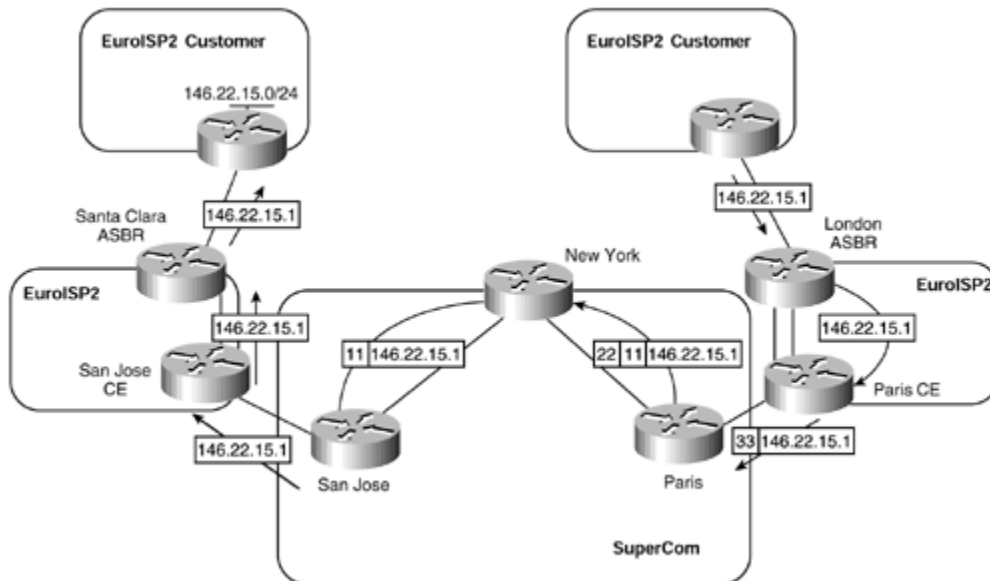 EuroISP2 Customer
146.22.15.0/24
EuroISP2 Customer
146.22.15.1
146.22.15.1
Santa Clara
ASBR
London
ASBR
New York
EuroISP2
EuroISP2
146.22.15.1
146.22.15.1
11 146.22.15.1
22 11 146.22.15.1
San Jose
CE
Paris CE
146.22.15.1
33 146.22.15.1
San Jose
Paris
SuperCom